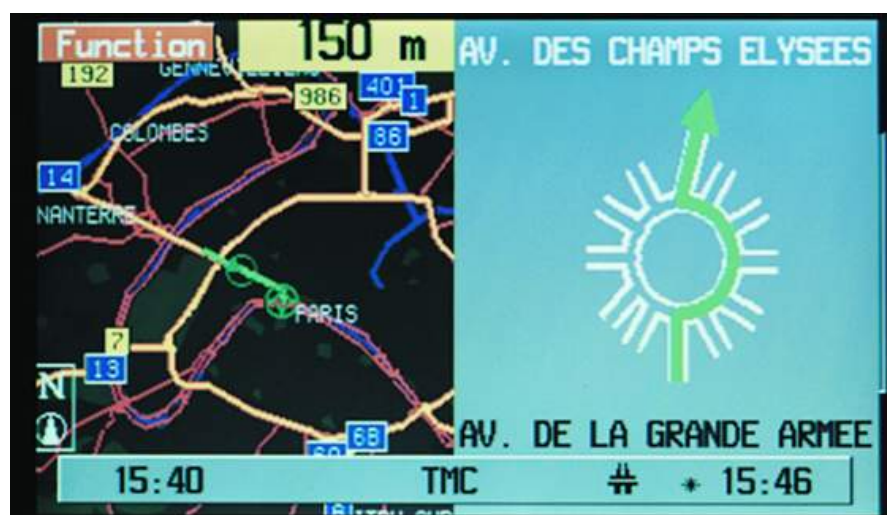 Function
150 m
AV. DES CHAMPS ELYSEES
192
986
401
1
COLOMBES
86
14
NANTERRE
PARIS
7
13
N
68
AV. DE LA GRANDE ARMEE
15:40
TMC
15:46
6